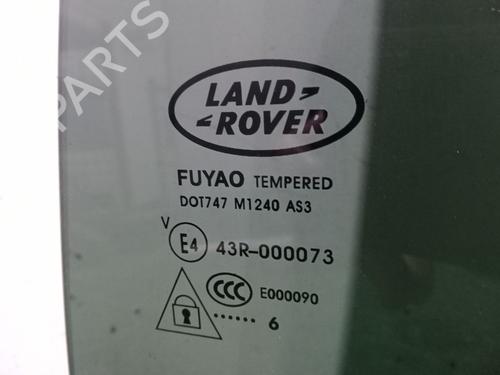 LAND
ROVER
FUYAO TEMPERED
DOT747 M1240 AS3
V
E4 43R-000073
CCC E000090
...... 6
PARTS